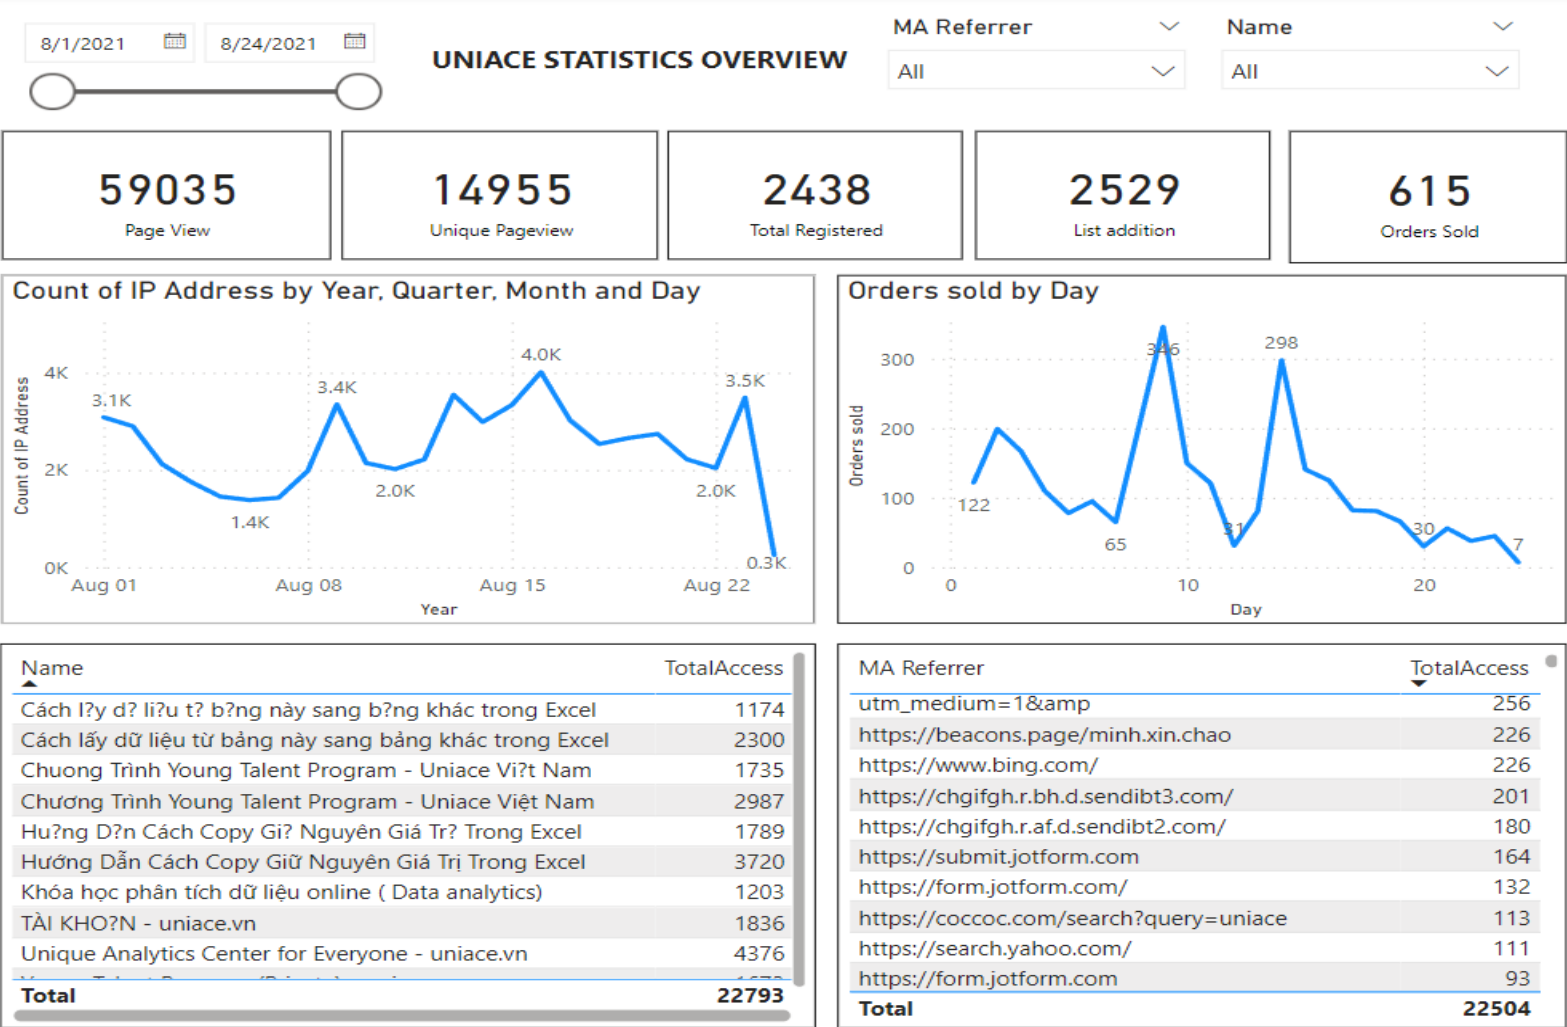 8/1/2021
8/24/2021
UNIACE STATISTICS OVERVIEW
MA Referrer
All
Name
All
59035
Page View
14955
Unique Pageview
2438
Total Registered
2529
List addition
615
Orders Sold
Count of IP Address by Year, Quarter, Month and Day
Count of IP Address
4K
2K
0K
3.1K
1.4K
3.4K
2.0K
4.0K
2.0K
3.5K
0.3K
Aug 01
Aug 08
Aug 15
Aug 22
Year
Orders sold by Day
Orders sold
300
200
100
0
122
65
346
31
298
30
7
0
10
20
Day
Name TotalAccess
Cách l?y d? li?u t? b?ng này sang b?ng khác trong Excel 1174
Cách lấy dữ liệu từ bảng này sang bảng khác trong Excel 2300
Chuong Trình Young Talent Program - Uniace Vi?t Nam 1735
Chương Trình Young Talent Program - Uniace Việt Nam 2987
Hu?ng D?n Cách Copy Gi? Nguyên Giá Tr? Trong Excel 1789
Hướng Dẫn Cách Copy Giữ Nguyên Giá Trị Trong Excel 3720
Khóa học phân tích dữ liệu online ( Data analytics) 1203
TÀI KHO?N - uniace.vn 1836
Unique Analytics Center for Everyone - uniace.vn 4376
Total 22793
MA Referrer TotalAccess
utm_medium=1&amp 256
https://beacons.page/minh.xin.chao 226
https://www.bing.com/ 226
https://chgifgh.r.bh.d.sendibt3.com/ 201
https://chgifgh.r.af.d.sendibt2.com/ 180
https://submit.jotform.com 164
https://form.jotform.com/ 132
https://coccoc.com/search?query=uniace 113
https://search.yahoo.com/ 111
https://form.jotform.com 93
Total 22504